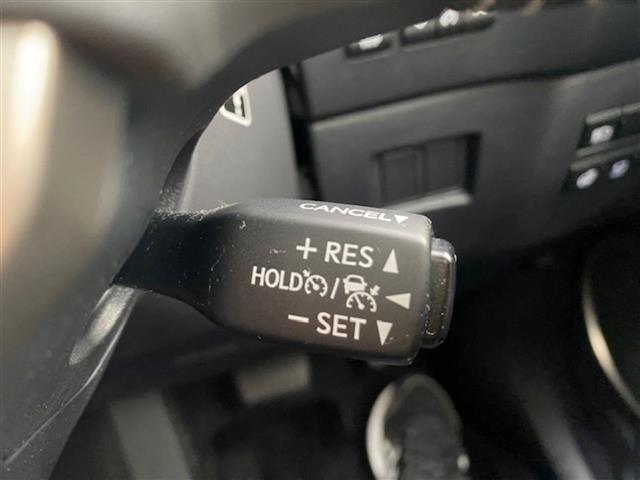 CANCEL▼
+ RES ▲
HOLD / ◀
− SET ▼